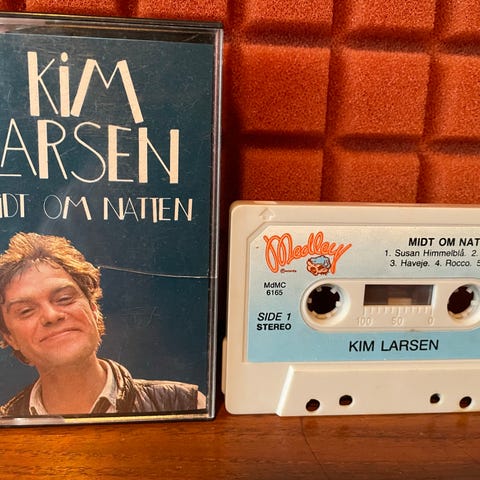 KiM
LARSEN
MIDT OM NATTEN
Medley
Records
MdMC
6165
SIDE 1
STEREO
MIDT OM NAT
1. Susan Himmelblå. 2.
3. Haveje. 4. Rocco. 5
100 50 0
KIM LARSEN